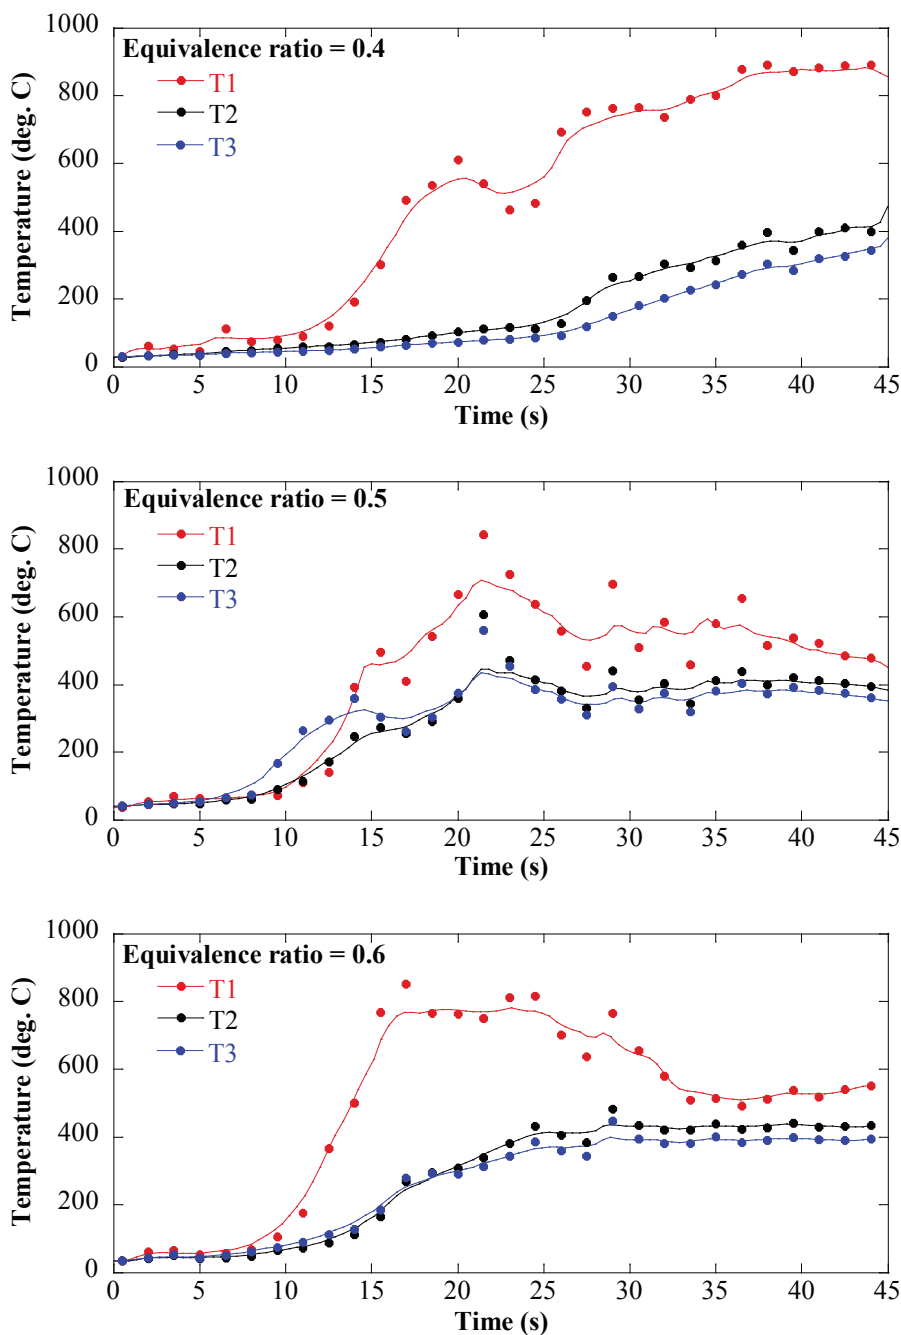 Equivalence ratio = 0.4
T1
T2
T3
Temperature (deg. C)
1000
800
600
400
200
0
0 5 10 15 20 25 30 35 40 45
Time (s)
Equivalence ratio = 0.5
T1
T2
T3
Temperature (deg. C)
1000
800
600
400
200
0
0 5 10 15 20 25 30 35 40 45
Time (s)
Equivalence ratio = 0.6
T1
T2
T3
Temperature (deg. C)
1000
800
600
400
200
0
0 5 10 15 20 25 30 35 40 45
Time (s)